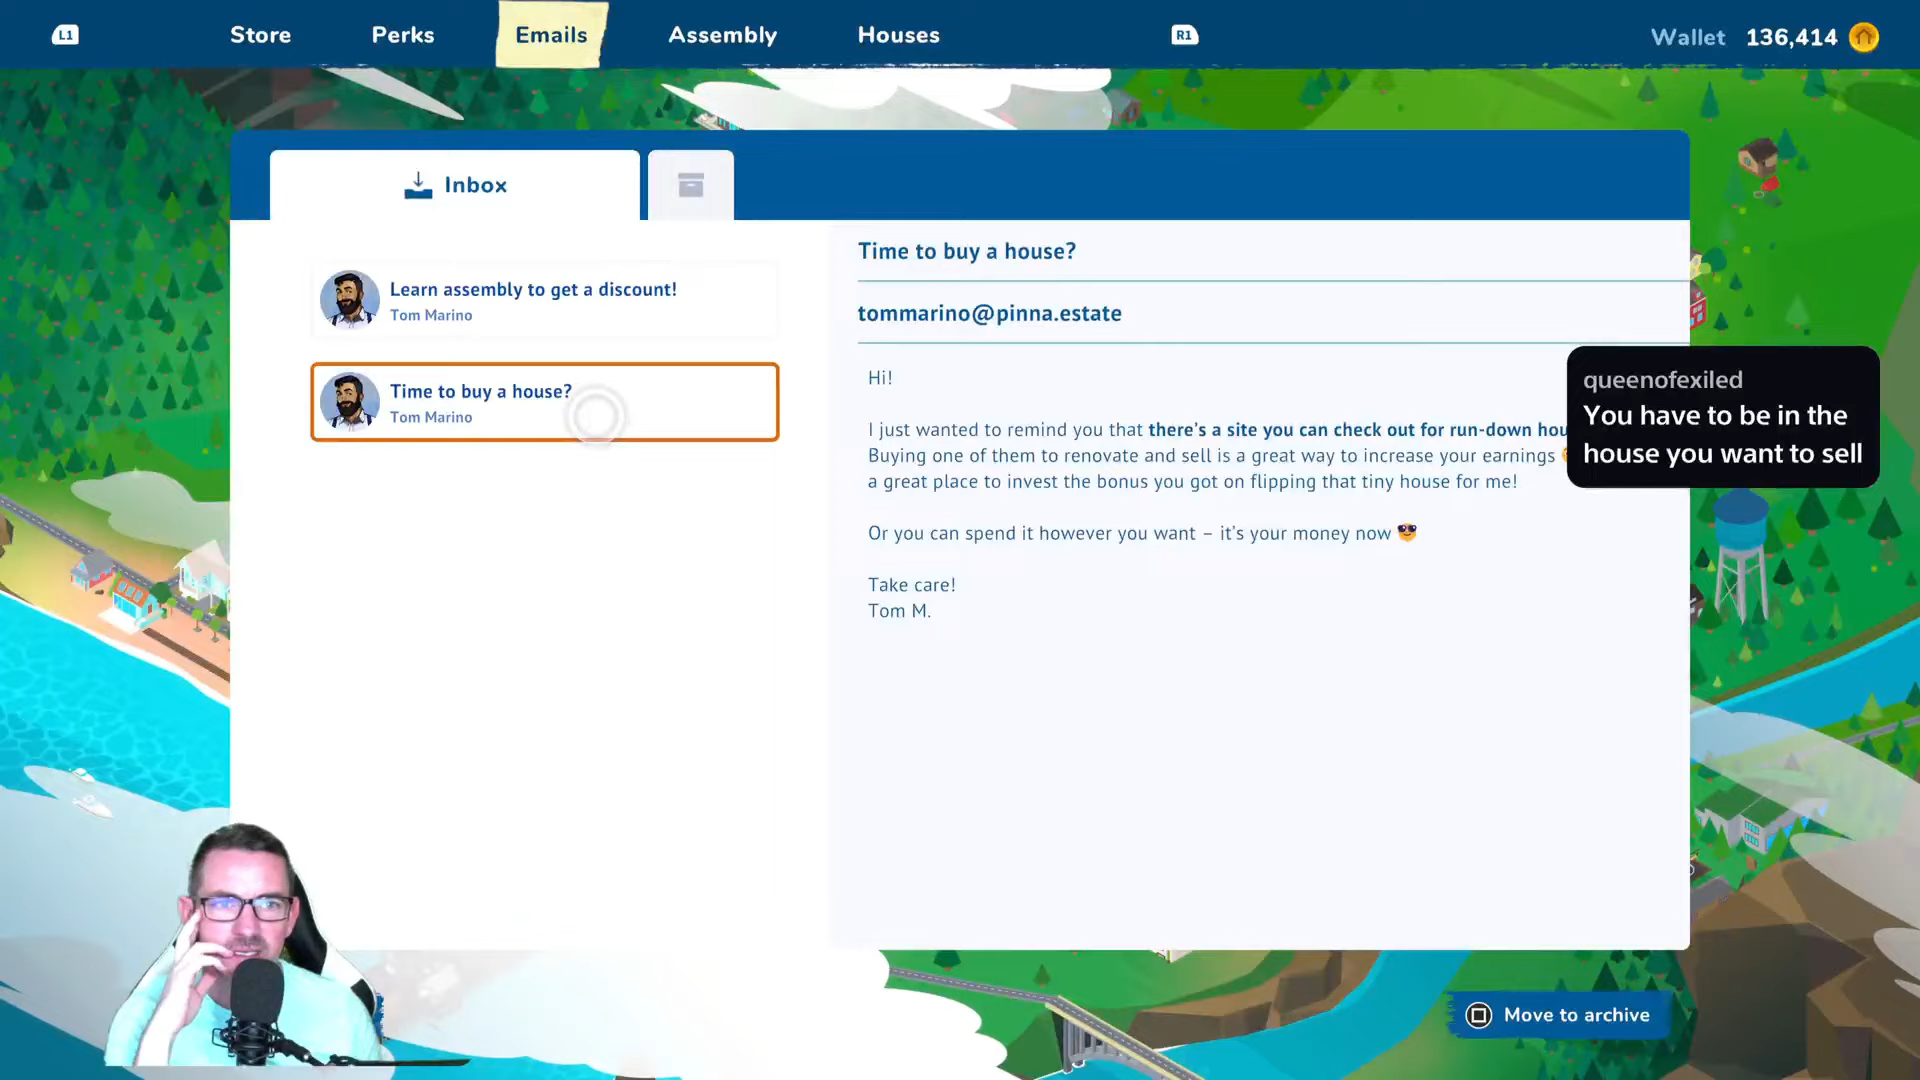 L1
Store
Perks
Emails
Assembly
Houses
R1
Wallet 136,414
Inbox
Learn assembly to get a discount!
Tom Marino
Time to buy a house?
Tom Marino
Time to buy a house?
tommarino@pinna.estate
Hi!
I just wanted to remind you that there's a site you can check out for run-down hou
Buying one of them to renovate and sell is a great way to increase your earnings
a great place to invest the bonus you got on flipping that tiny house for me!
Or you can spend it however you want – it's your money now 😎
Take care!
Tom M.
queenofexiled
You have to be in the
house you want to sell
Move to archive